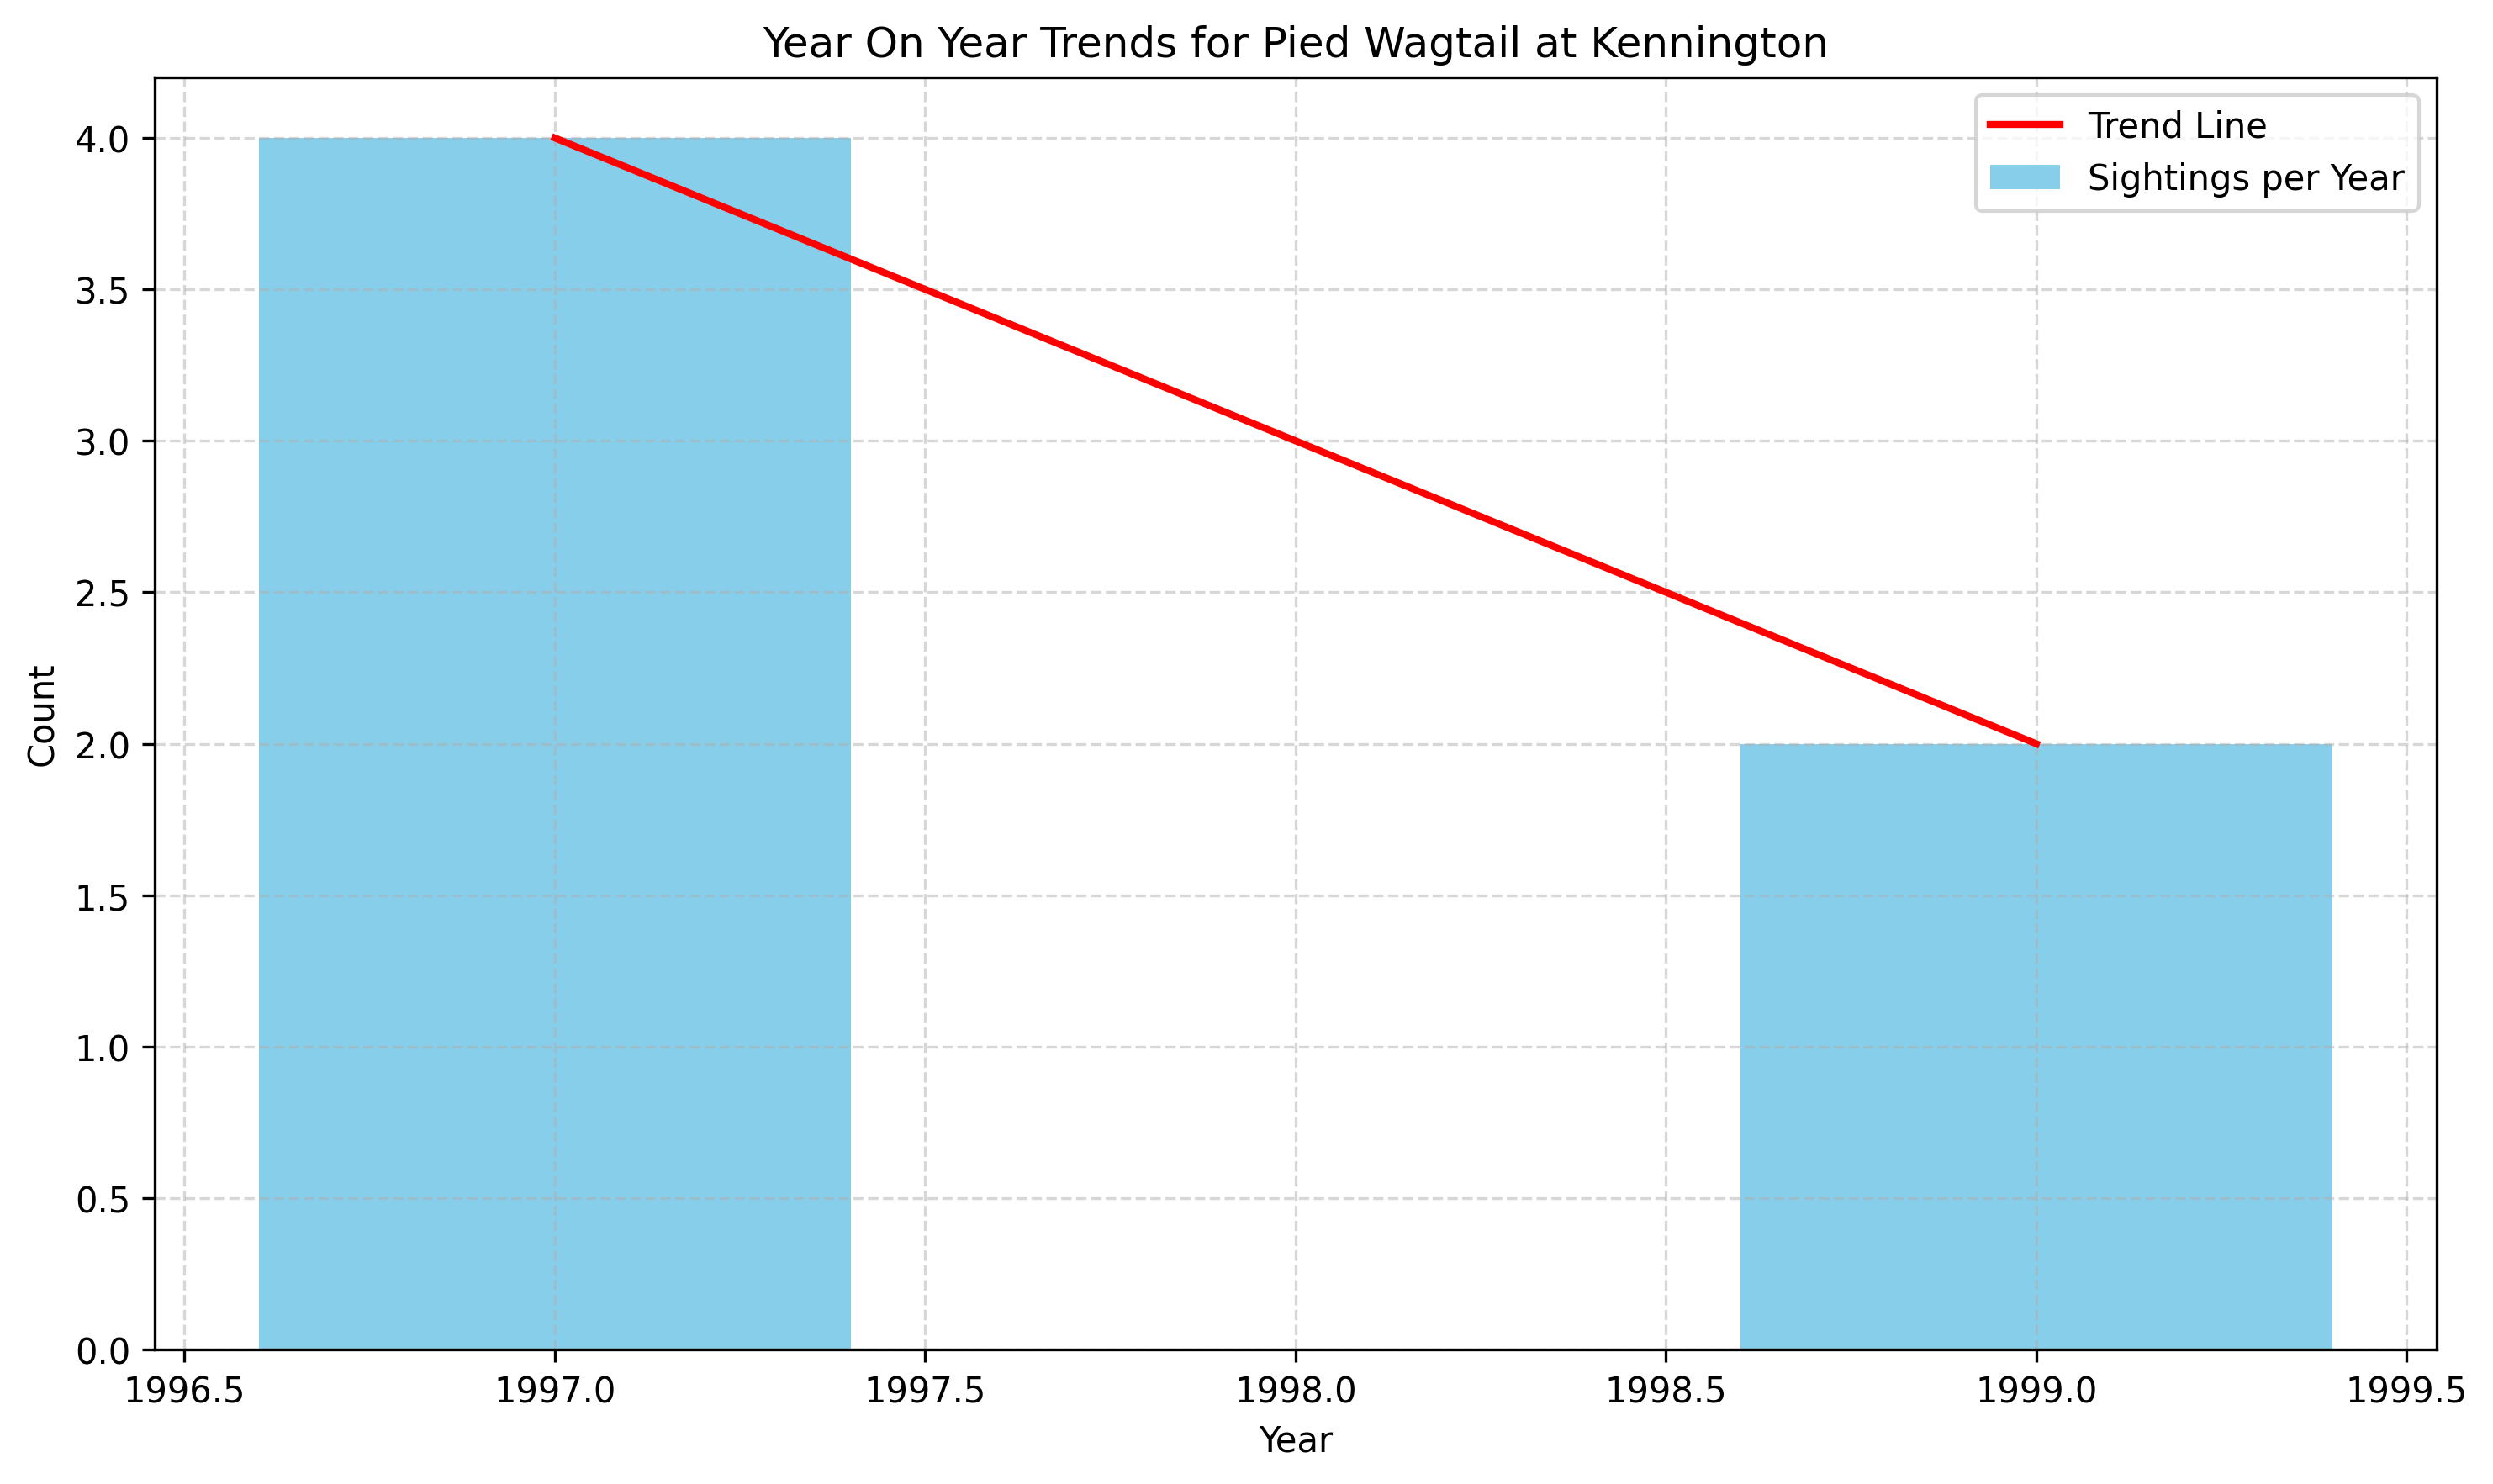 Year On Year Trends for Pied Wagtail at Kennington
Trend Line
Sightings per Year
Count
4.0
3.5
3.0
2.5
2.0
1.5
1.0
0.5
0.0
1996.5 1997.0 1997.5 1998.0 1998.5 1999.0 1999.5
Year